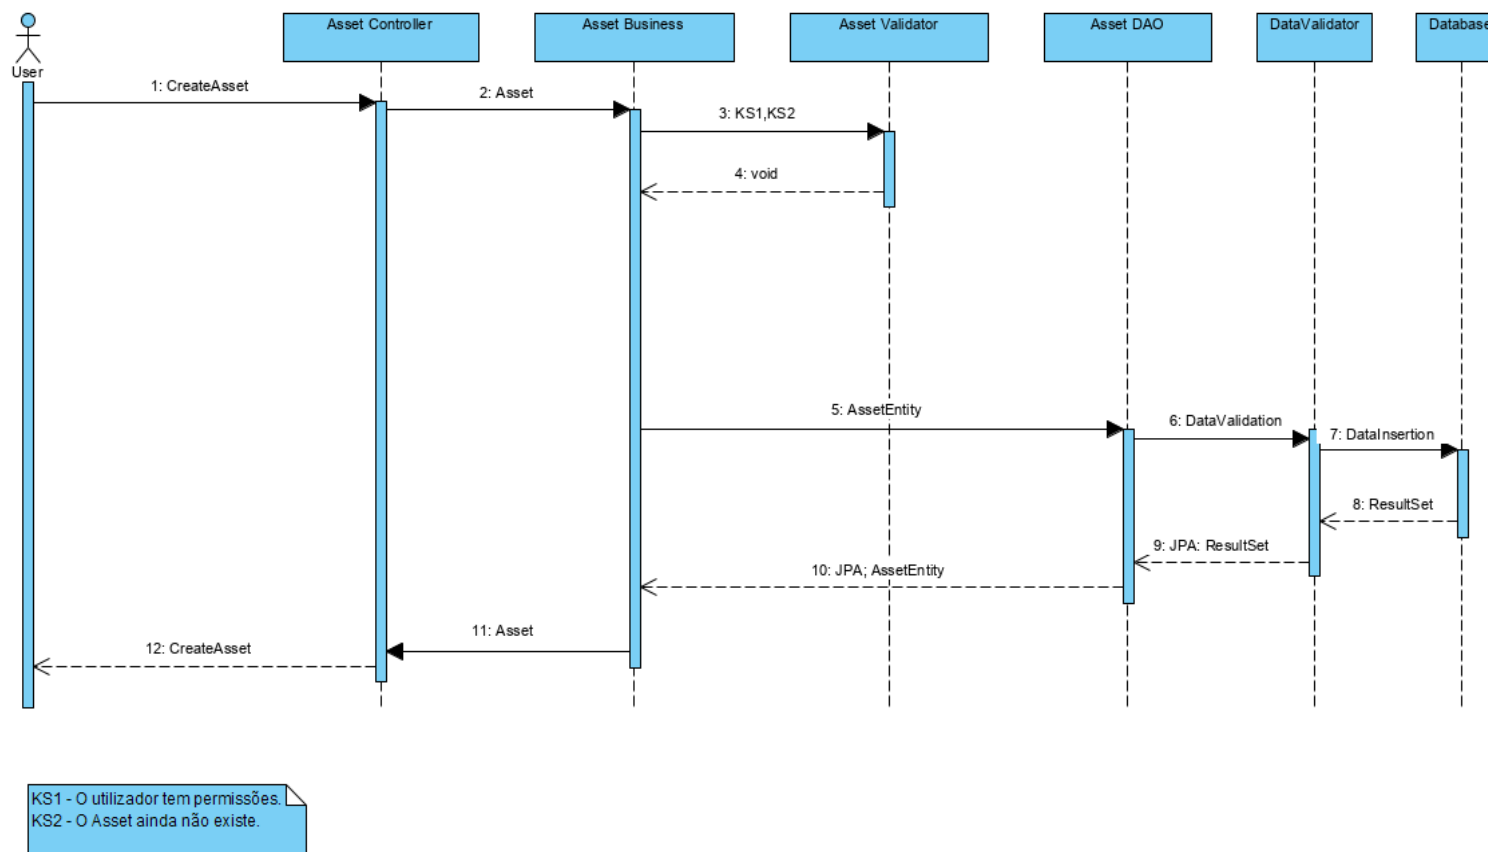 Asset Controller
Asset Business
Asset Validator
Asset DAO
DataValidator
Database
User
1: CreateAsset
2: Asset
3: KS1,KS2
4: void
5: AssetEntity
6: DataValidation
7: DataInsertion
8: ResultSet
9: JPA: ResultSet
10: JPA; AssetEntity
11: Asset
12: CreateAsset
KS1 - O utilizador tem permissões.
KS2 - O Asset ainda não existe.